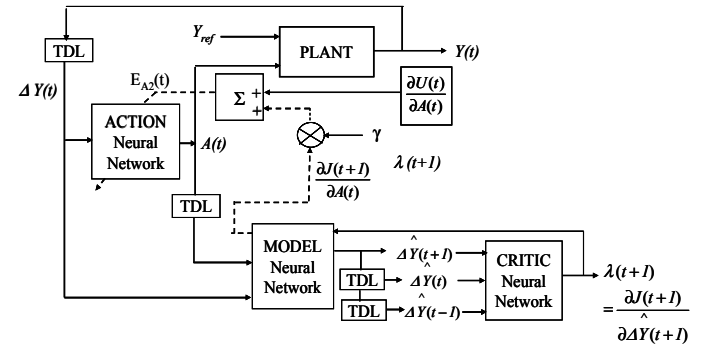 Y_ref
PLANT
Y(t)
TDL
ΔY(t)
E_A2(t)
Σ + +
∂U(t)
∂A(t)
ACTION
Neural
Network
A(t)
γ
λ(t+1)
∂J(t+1)
∂A(t)
TDL
MODEL
Neural
Network
ΔŶ(t+1)
TDL
ΔŶ(t)
TDL
ΔŶ(t−1)
CRITIC
Neural
Network
λ(t+1)
= ∂J(t+1)
∂ΔŶ(t+1)